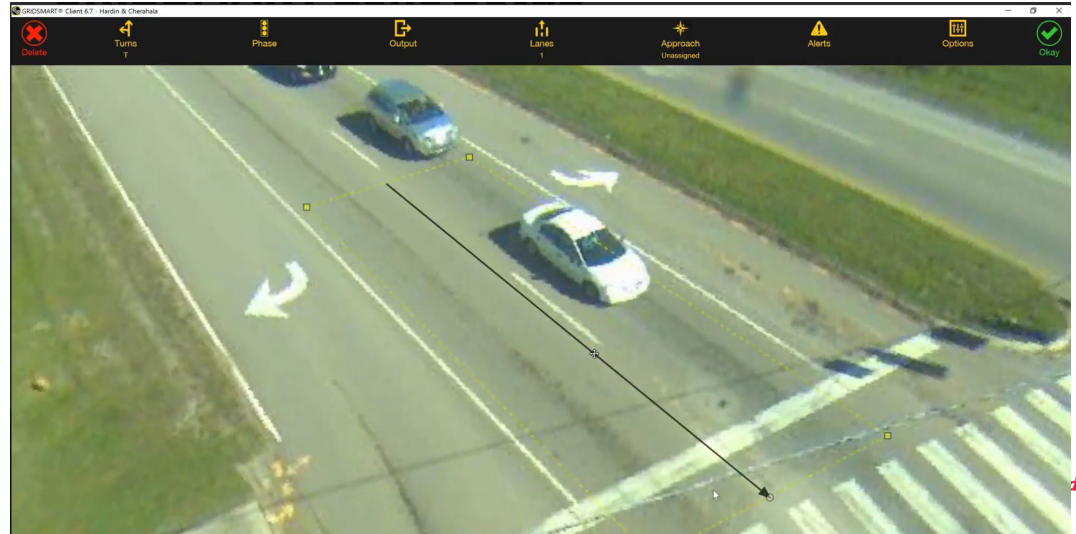 GRIDSMART® Client 6.7 - Hardin & Cherahala
Delete
Turns
T
Phase
Output
Lanes
1
Approach
Unassigned
Alerts
Options
Okay